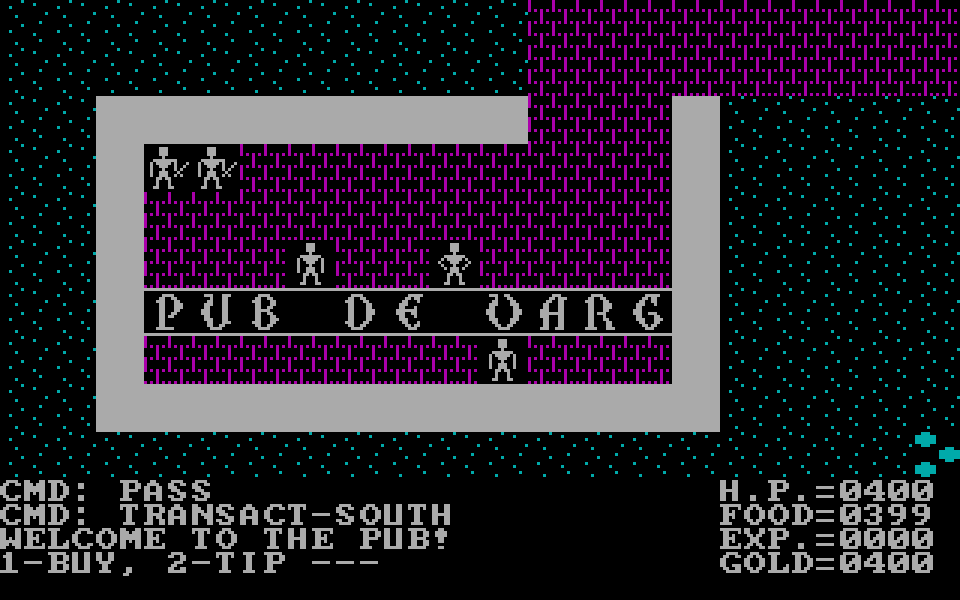 PUB DE VARG
CMD: PASS
CMD: TRANSACT-SOUTH
WELCOME TO THE PUB!
1-BUY, 2-TIP ---
H.P.=0400
FOOD=0399
EXP.=0000
GOLD=0400